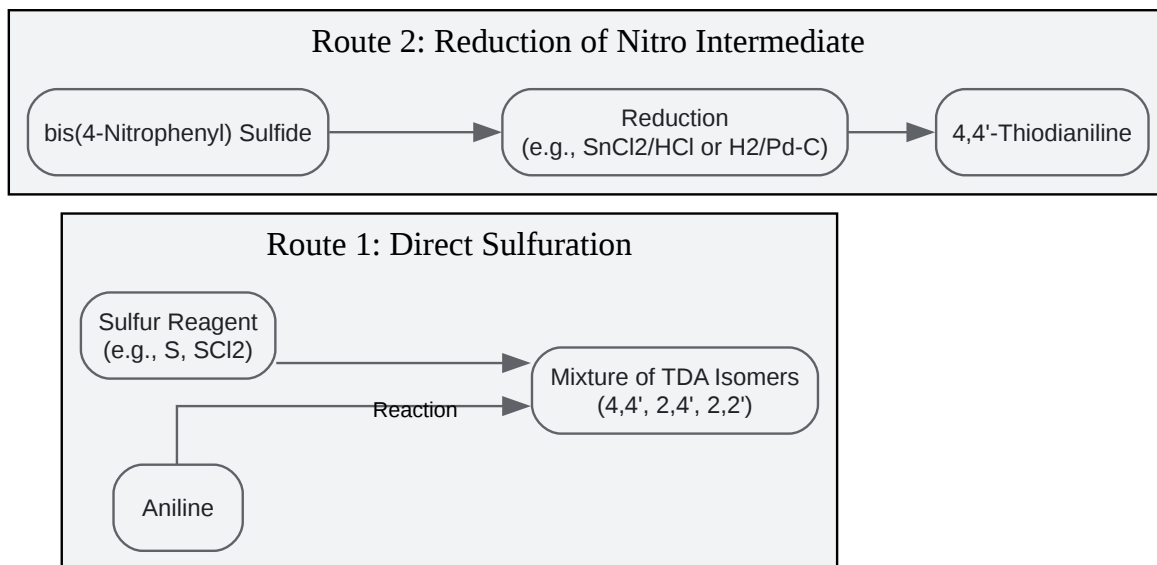 Route 2: Reduction of Nitro Intermediate
bis(4-Nitrophenyl) Sulfide
Reduction
(e.g., SnCl2/HCl or H2/Pd-C)
4,4'-Thiodianiline
Route 1: Direct Sulfuration
Sulfur Reagent
(e.g., S, SCl2)
Mixture of TDA Isomers
(4,4', 2,4', 2,2')
Reaction
Aniline